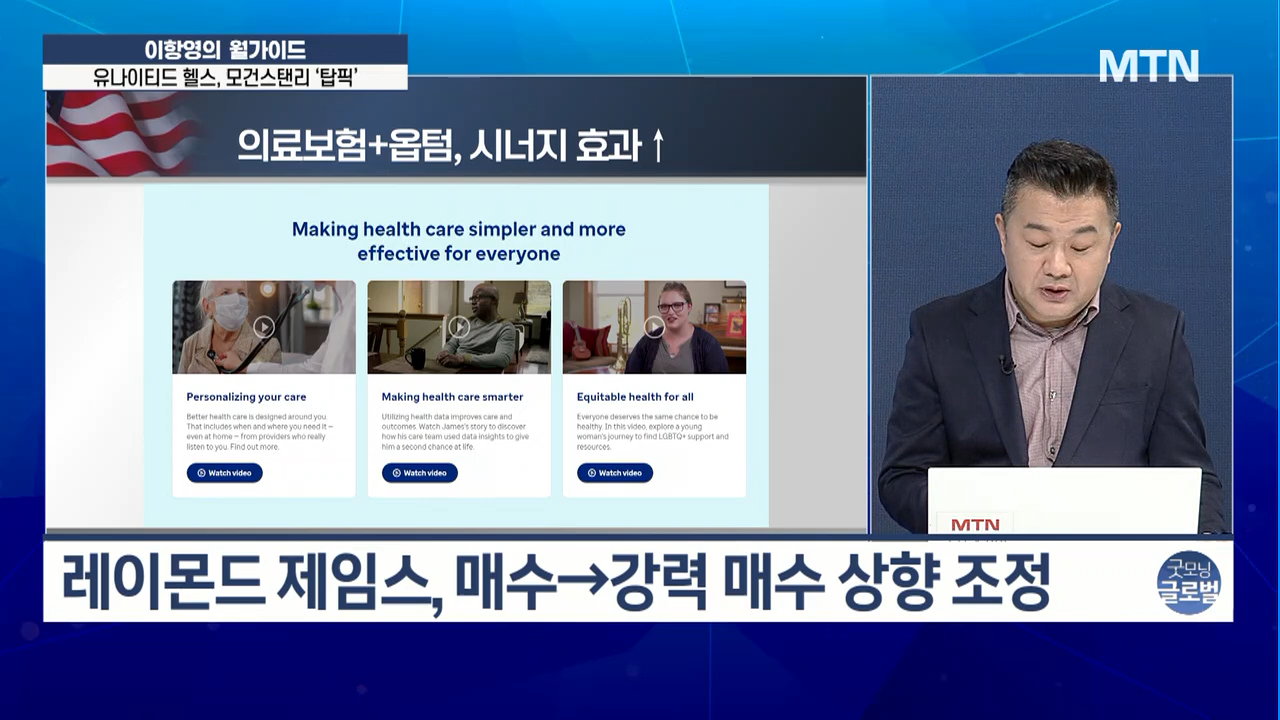 이항영의 월가이드
유나이티드 헬스, 모건스탠리 ‘탑픽’
MTN
의료보험+옵텀, 시너지 효과↑
Making health care simpler and more
effective for everyone
Personalizing your care
Better health care is designed around you.
That includes when and where you need it –
even at home – from providers who really
listen to you. Find out more.
Watch video
Making health care smarter
Utilizing health data improves care and
outcomes. Watch James's story to discover
how his care team used data insights to give
him a second chance at life.
Watch video
Equitable health for all
Everyone deserves the same chance to be
healthy. In this video, explore a young
woman's journey to find LGBTQ+ support and
resources.
Watch video
MTN
레이몬드 제임스, 매수→강력 매수 상향 조정
굿모닝
글로벌